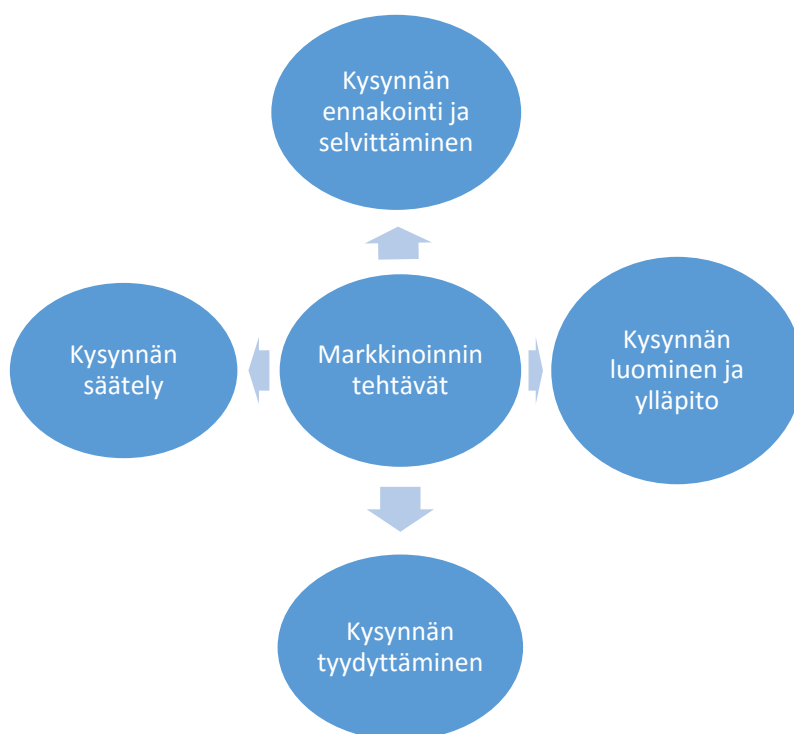 Kysynnän
ennakointi ja
selvittäminen
Kysynnän
säätely
Markkinoinnin
tehtävät
Kysynnän
luominen ja
ylläpito
Kysynnän
tyydyttäminen